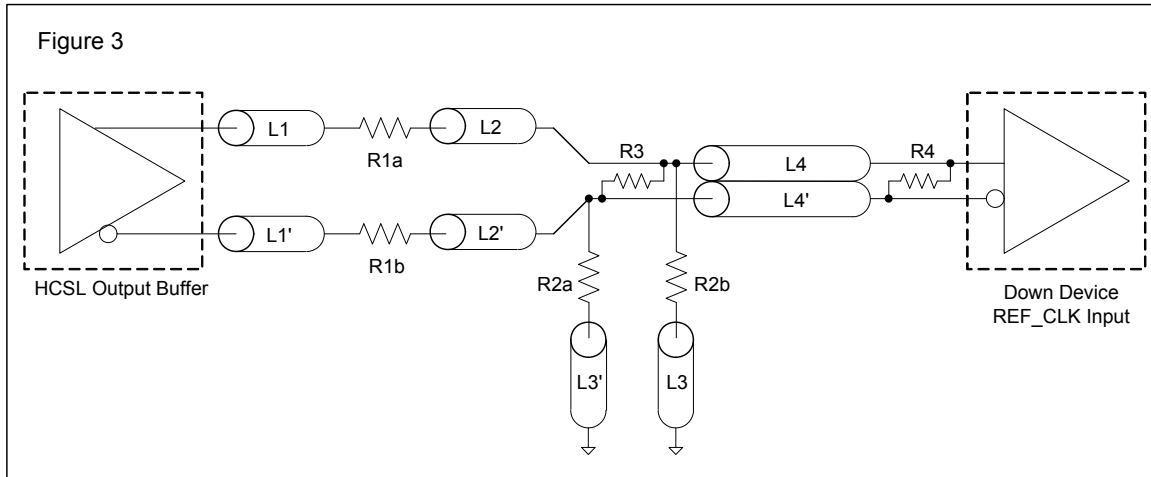 Figure 3
L1
R1a
L2
R3
L4
R4
L4'
L1'
R1b
L2'
HCSL Output Buffer
R2a
R2b
Down Device
REF_CLK Input
L3'
L3